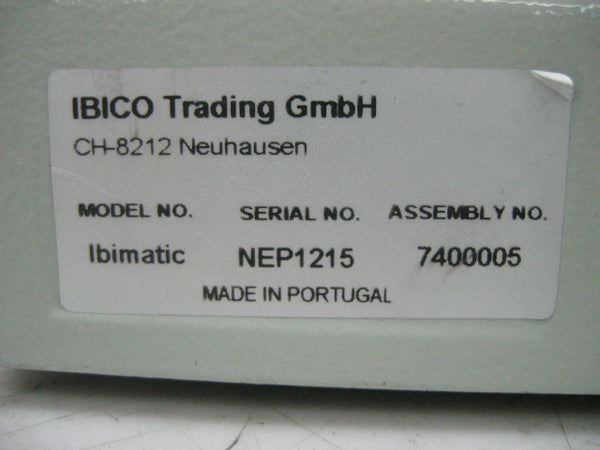 IBICO Trading GmbH
CH-8212 Neuhausen
MODEL NO. SERIAL NO. ASSEMBLY NO.
Ibimatic NEP1215 7400005
MADE IN PORTUGAL